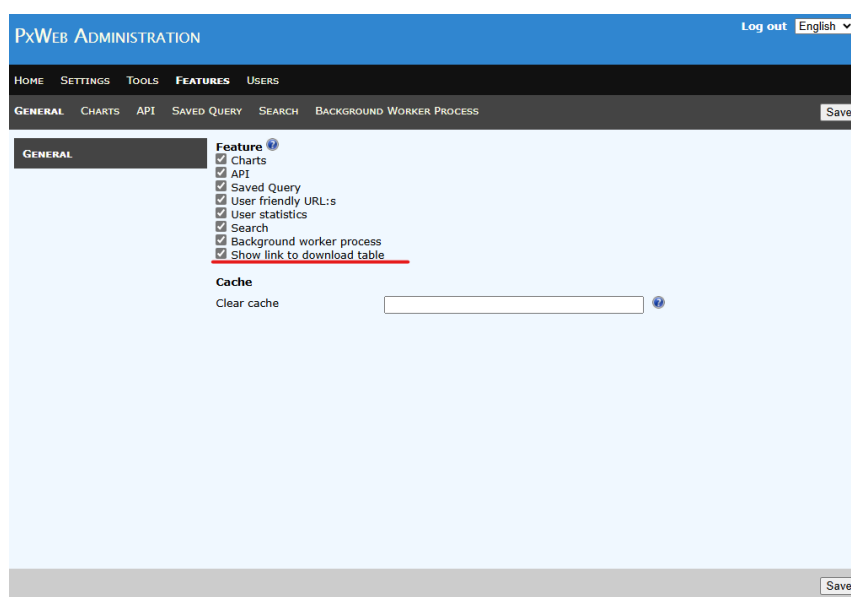 PxWeb Administration
Log out English
Home Settings Tools Features Users
General Charts API Saved Query Search Background Worker Process
Save
General
Feature
Charts
API
Saved Query
User friendly URL:s
User statistics
Search
Background worker process
Show link to download table
Cache
Clear cache
Save